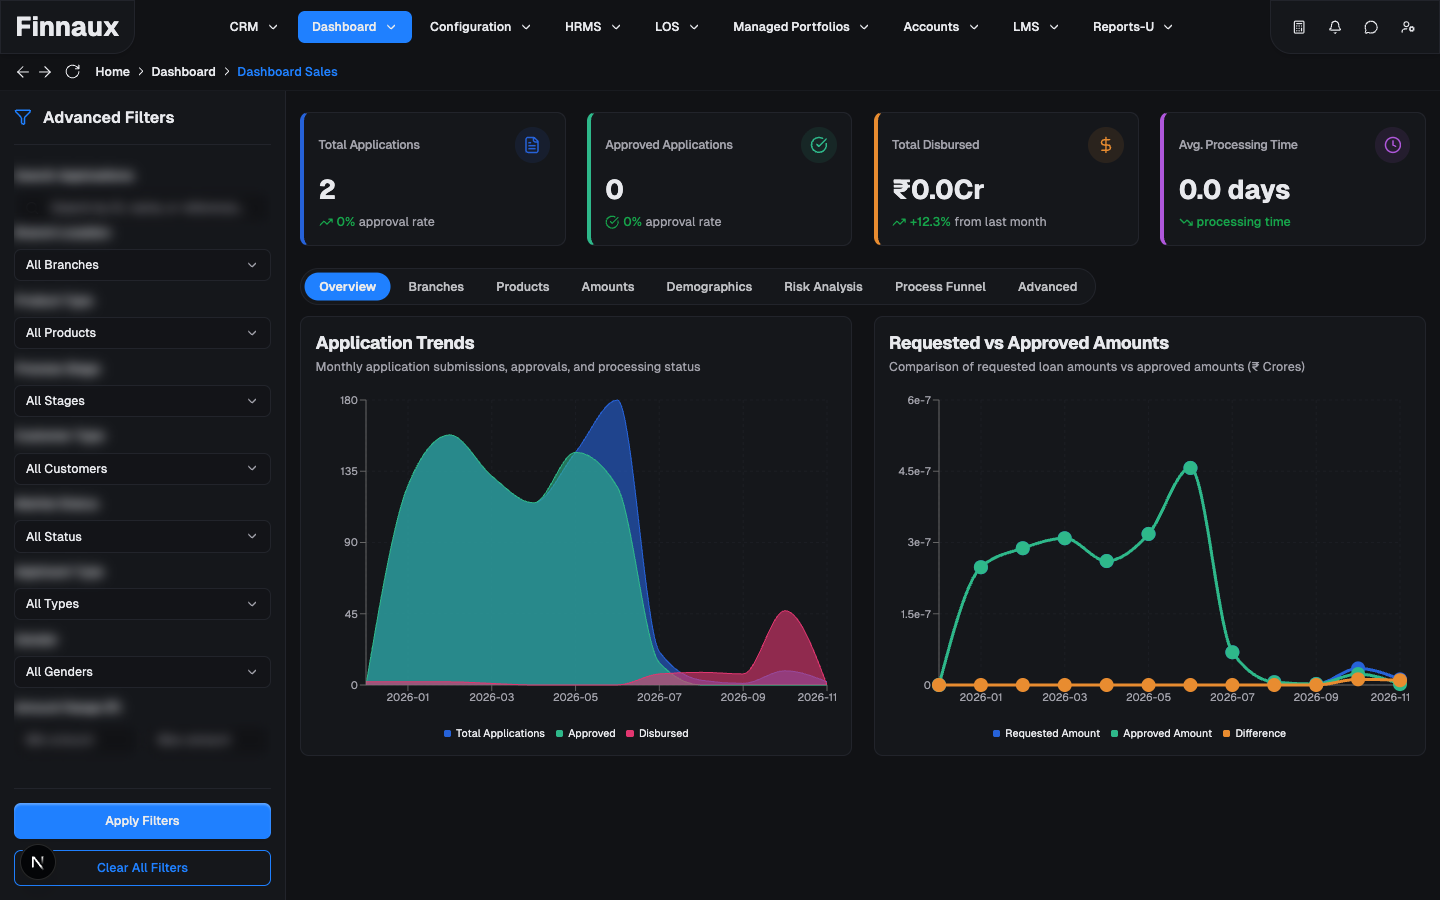 Finnaux
CRM
Dashboard
Configuration
HRMS
LOS
Managed Portfolios
Accounts
LMS
Reports-U
Home > Dashboard > Dashboard Sales
Advanced Filters
All Branches
All Products
All Stages
All Customers
All Status
All Types
All Genders
Apply Filters
Clear All Filters
N
Total Applications
2
0% approval rate
Approved Applications
0
0% approval rate
Total Disbursed
$
₹0.0Cr
+12.3% from last month
Avg. Processing Time
0.0 days
processing time
Overview
Branches
Products
Amounts
Demographics
Risk Analysis
Process Funnel
Advanced
Application Trends
Monthly application submissions, approvals, and processing status
180
135
90
45
0
2026-01 2026-03 2026-05 2026-07 2026-09 2026-11
Total Applications Approved Disbursed
Requested vs Approved Amounts
Comparison of requested loan amounts vs approved amounts (₹ Crores)
6e-7
4.5e-7
3e-7
1.5e-7
0
2026-01 2026-03 2026-05 2026-07 2026-09 2026-11
Requested Amount Approved Amount Difference